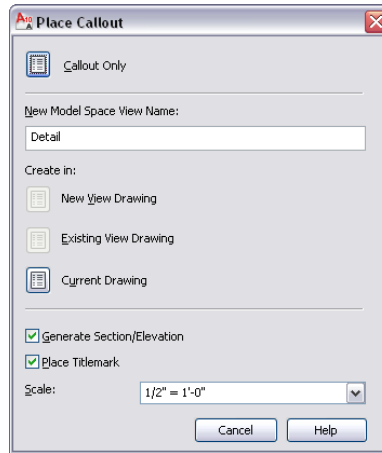 Place Callout
Callout Only
New Model Space View Name:
Detail
Create in:
New View Drawing
Existing View Drawing
Current Drawing
Generate Section/Elevation
Place Titlemark
Scale: 1/2" = 1'-0"
Cancel Help